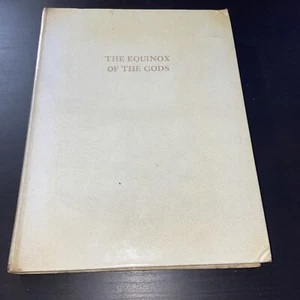 THE EQUINOX
OF THE GODS